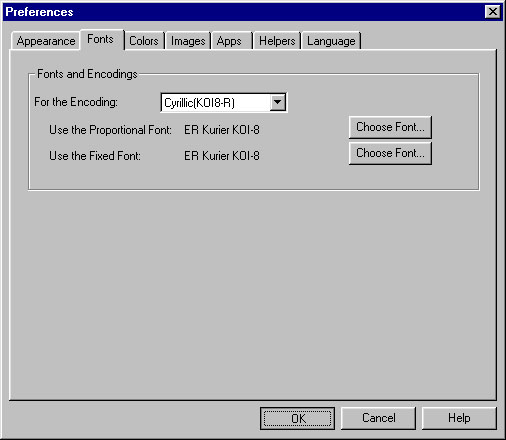 Preferences
Appearance Fonts Colors Images Apps Helpers Language
Fonts and Encodings
For the Encoding: Cyrillic(KOI8-R)
Use the Proportional Font: ER Kurier KOI-8 Choose Font...
Use the Fixed Font: ER Kurier KOI-8 Choose Font...
OK Cancel Help